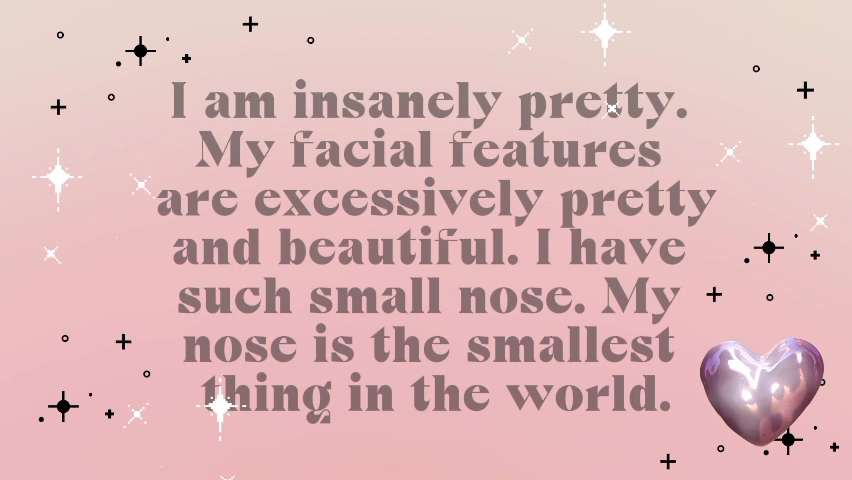 I am insanely pretty.
My facial features
are excessively pretty
and beautiful. I have
such small nose. My
nose is the smallest
thing in the world.